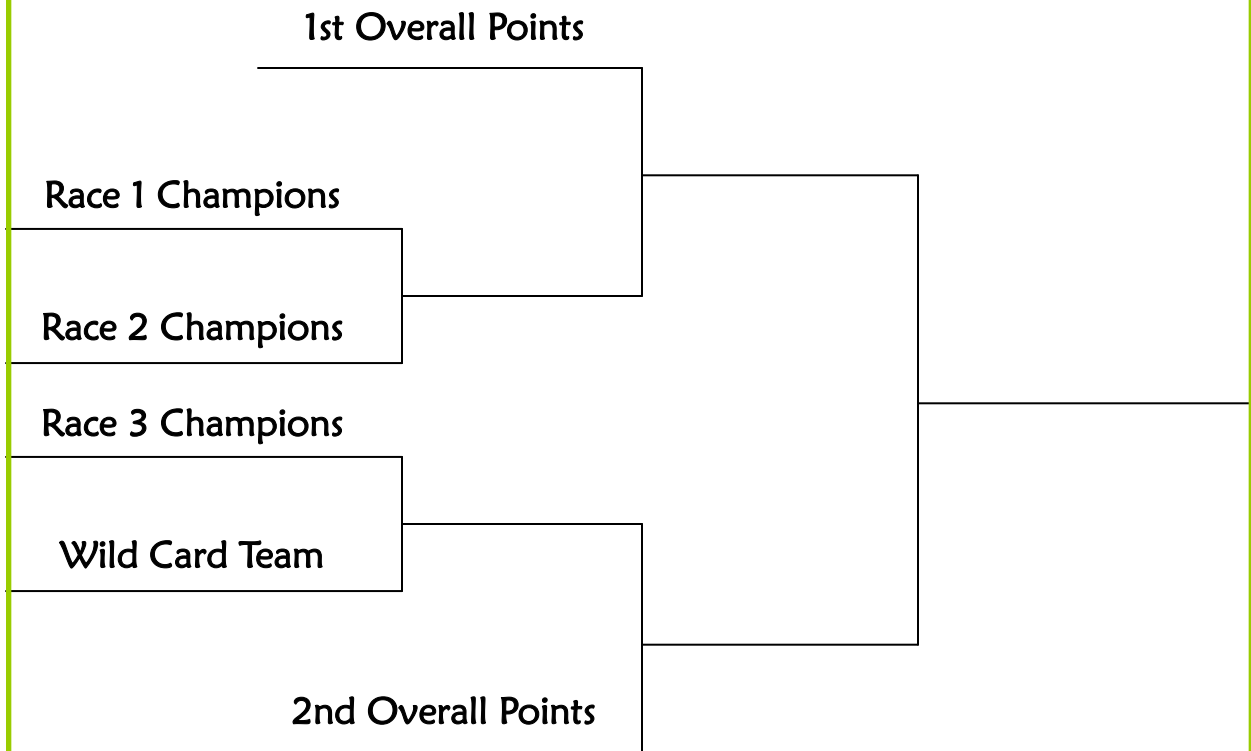 1st Overall Points
Race 1 Champions
Race 2 Champions
Race 3 Champions
Wild Card Team
2nd Overall Points